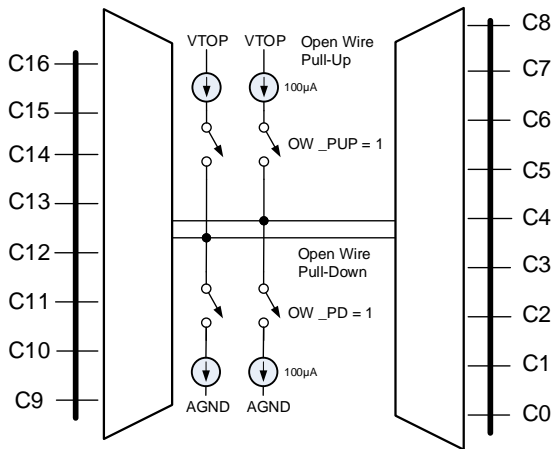 C16
C15
C14
C13
C12
C11
C10
C9
VTOP VTOP
Open Wire
Pull-Up
100µA
OW _PUP = 1
Open Wire
Pull-Down
OW _PD = 1
100µA
AGND AGND
C8
C7
C6
C5
C4
C3
C2
C1
C0